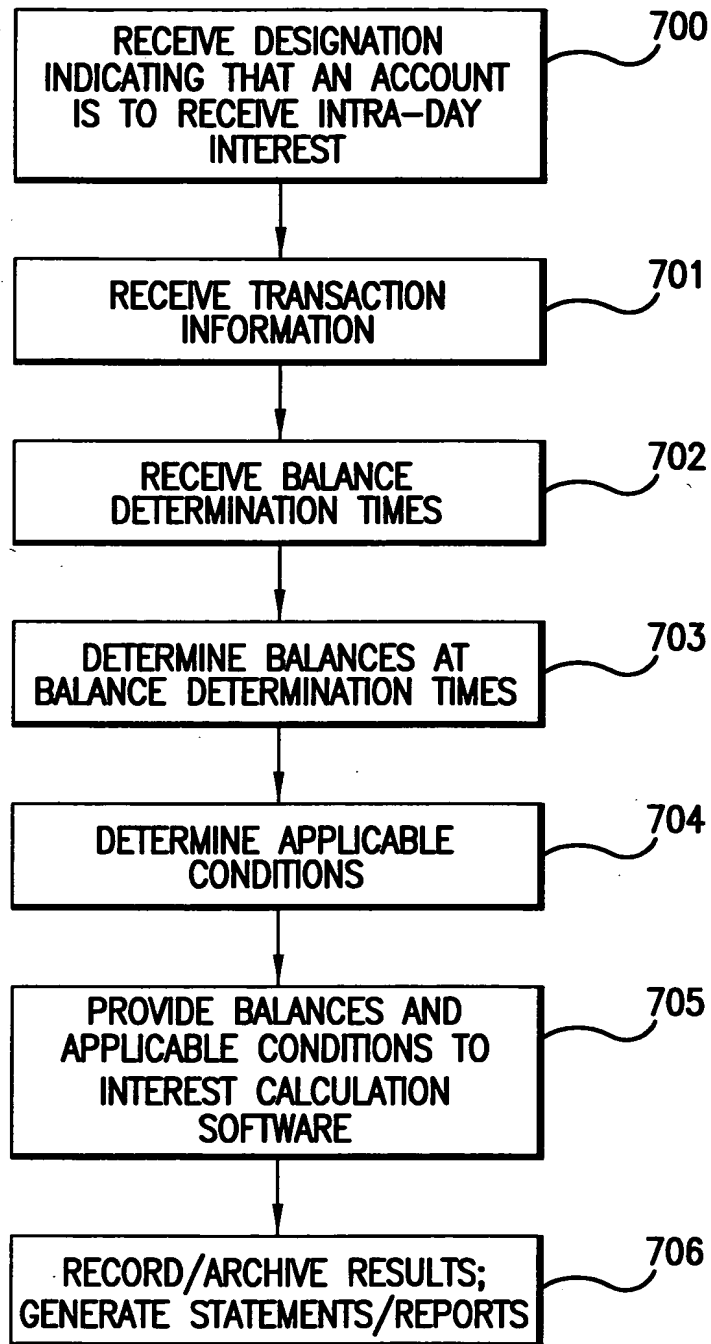 RECEIVE DESIGNATION
INDICATING THAT AN ACCOUNT
IS TO RECEIVE INTRA-DAY
INTEREST
700
RECEIVE TRANSACTION
INFORMATION
701
RECEIVE BALANCE
DETERMINATION TIMES
702
DETERMINE BALANCES AT
BALANCE DETERMINATION TIMES
703
DETERMINE APPLICABLE
CONDITIONS
704
PROVIDE BALANCES AND
APPLICABLE CONDITIONS TO
INTEREST CALCULATION
SOFTWARE
705
RECORD/ARCHIVE RESULTS;
GENERATE STATEMENTS/REPORTS
706